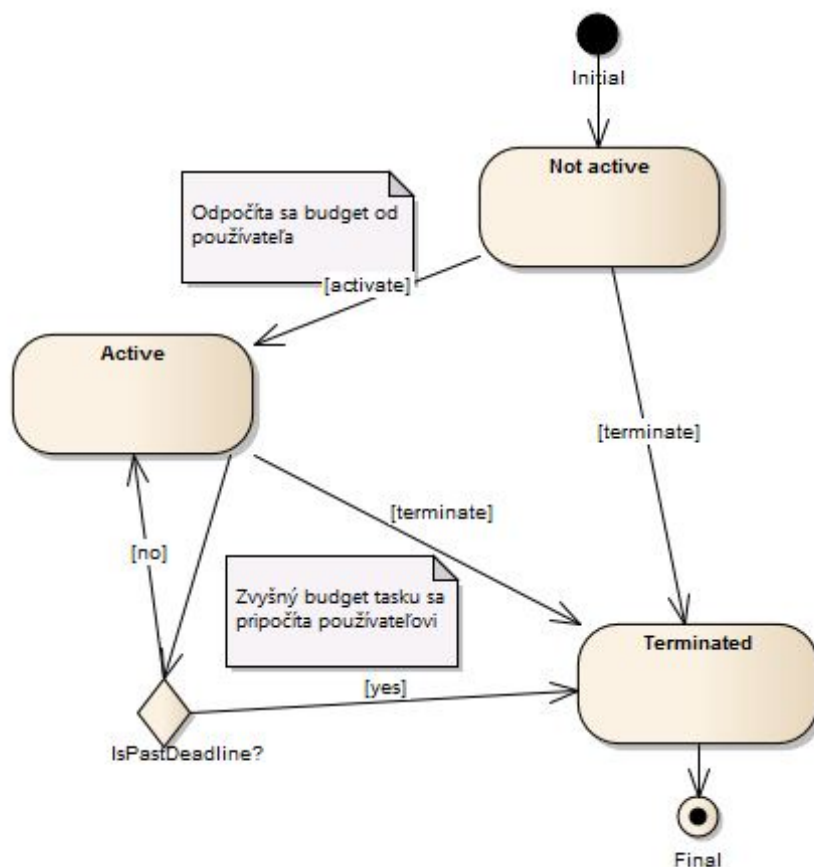 Initial
Not active
Odpočíta sa budget od
používateľa
[activate]
Active
[terminate]
[terminate]
[no]
Zvyšný budget tasku sa
pripočíta používateľovi
Terminated
[yes]
IsPastDeadline?
Final